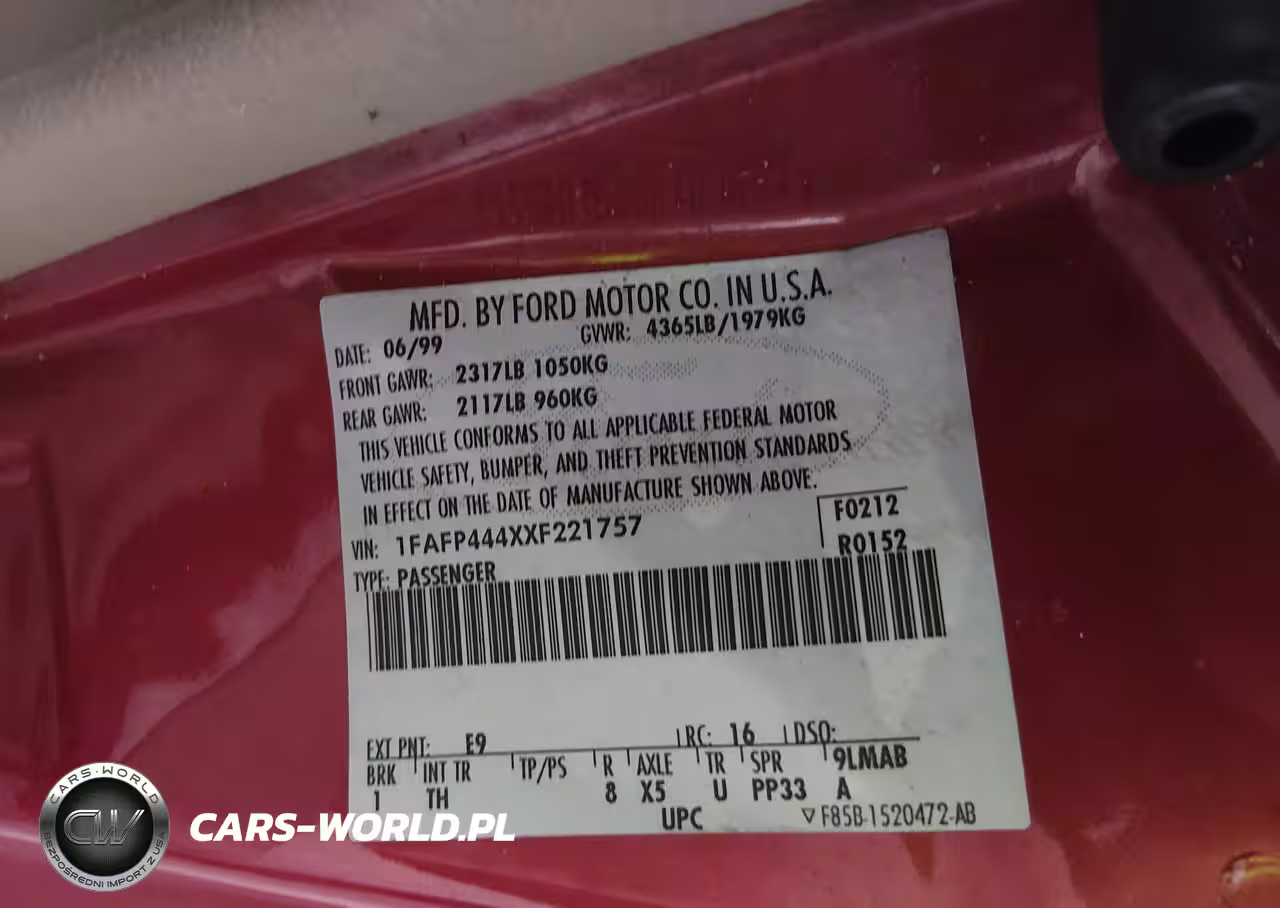 MFD. BY FORD MOTOR CO. IN U.S.A.
DATE: 06/99 GVWR: 4365LB/1979KG
FRONT GAWR: 2317LB 1050KG
REAR GAWR: 2117LB 960KG
THIS VEHICLE CONFORMS TO ALL APPLICABLE FEDERAL MOTOR
VEHICLE SAFETY, BUMPER, AND THEFT PREVENTION STANDARDS
IN EFFECT ON THE DATE OF MANUFACTURE SHOWN ABOVE.
VIN: 1FAFP444XXF221757 F0212
TYPE: PASSENGER R0152
EXT PNT: E9 RC: 16 DSO:
BRK INT TR TP/PS R AXLE TR SPR 9LMAB
1 TH 8 X5 U PP33 A
UPC ▽ F85B-1520472-AB
CARS-WORLD
CW
BEZPOŚREDNI IMPORT Z USA
CARS-WORLD.PL